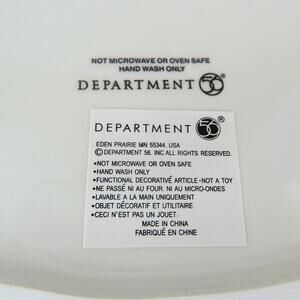 NOT MICROWAVE OR OVEN SAFE
HAND WASH ONLY
DEPARTMENT 56®
DEPARTMENT 56®
EDEN PRAIRIE MN 55344 USA
©DEPARTMENT 56. INC ALL RIGHTS RESERVED.
•NOT MICROWAVE OR OVEN SAFE
•HAND WASH ONLY
•FUNCTIONAL DECORATIVE ARTICLE-NOT A TOY
•NE PASSÉ NI AU FOUR. NI AU MICRO-ONDES
•LAVABLE A LA MAIN UNIQUEMENT
•OBJET DÉCORATIF ET UTILITAIRE
•CECI N'EST PAS UN JOUET.
MADE IN CHINA
FABRIQUÉ EN CHINE